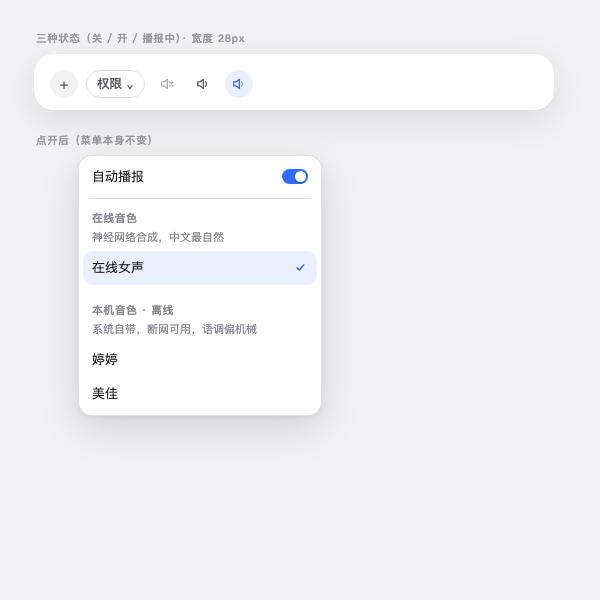 三种状态（关 / 开 / 播报中）· 宽度 28px
+ 权限
点开后（菜单本身不变）
自动播报
在线音色
神经网络合成，中文最自然
在线女声
本机音色 · 离线
系统自带，断网可用，语调偏机械
婷婷
美佳